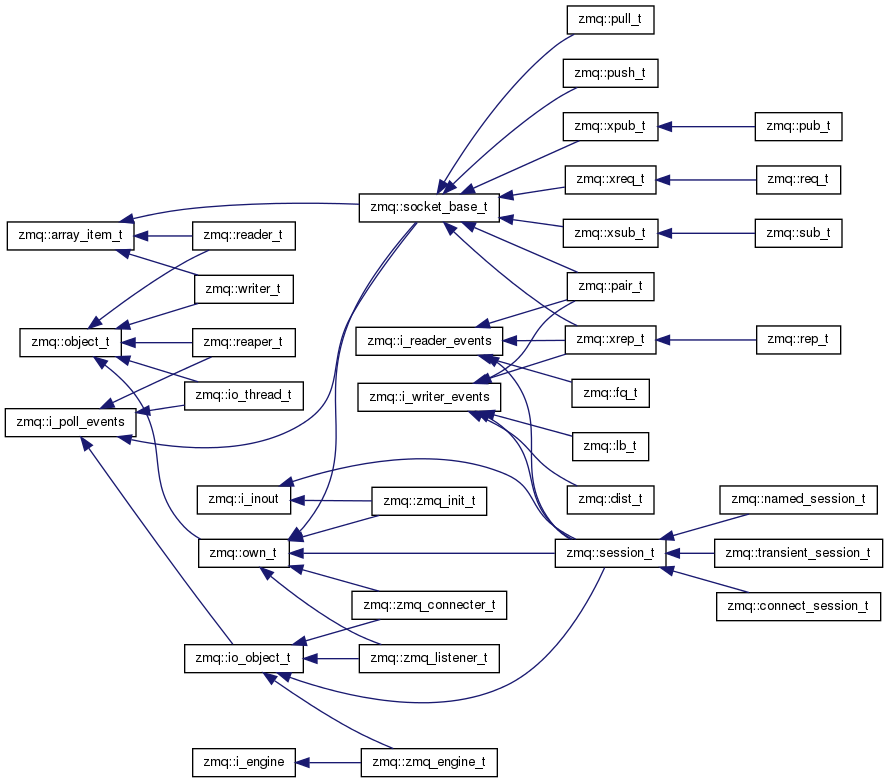 zmq::pull_t
zmq::push_t
zmq::xpub_t
zmq::pub_t
zmq::xreq_t
zmq::req_t
zmq::socket_base_t
zmq::array_item_t
zmq::reader_t
zmq::xsub_t
zmq::sub_t
zmq::writer_t
zmq::pair_t
zmq::object_t
zmq::reaper_t
zmq::i_reader_events
zmq::xrep_t
zmq::rep_t
zmq::io_thread_t
zmq::i_writer_events
zmq::fq_t
zmq::i_poll_events
zmq::lb_t
zmq::i_inout
zmq::zmq_init_t
zmq::dist_t
zmq::named_session_t
zmq::own_t
zmq::session_t
zmq::transient_session_t
zmq::zmq_connecter_t
zmq::connect_session_t
zmq::io_object_t
zmq::zmq_listener_t
zmq::i_engine
zmq::zmq_engine_t